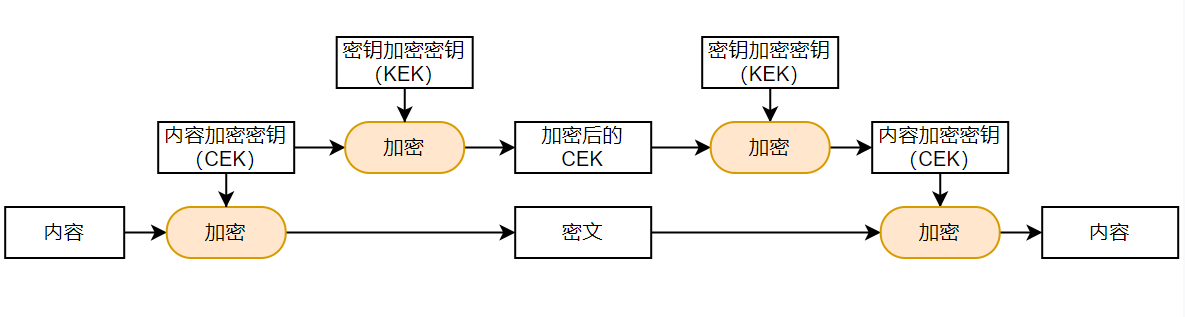 密钥加密密钥
（KEK）
密钥加密密钥
（KEK）
内容加密密钥
（CEK）
加密
加密后的
CEK
加密
内容加密密钥
（CEK）
内容
加密
密文
加密
内容